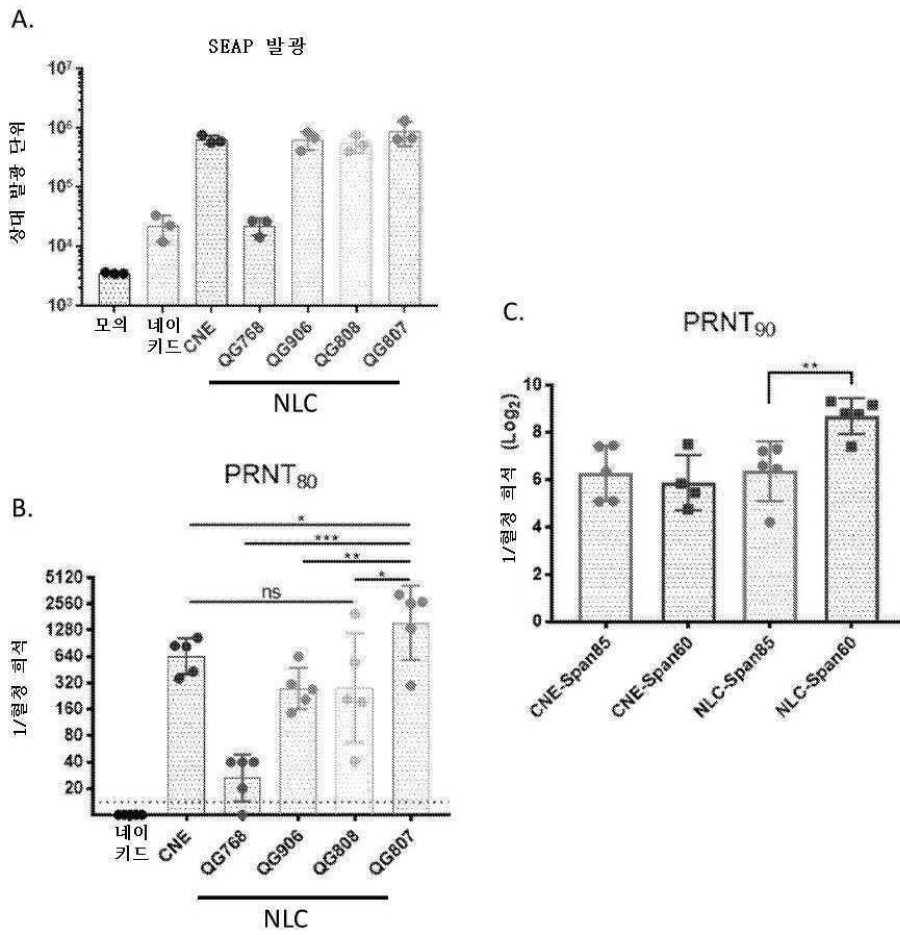 A.
SEAP 발광
상대 발광 단위
10⁷
10⁶
10⁵
10⁴
10³
모의
네이
키드
CNE
QG768
QG906
QG808
QG807
NLC
B.
PRNT₈₀
*
***
**
*
ns
1/혈청 희석
5120
2560
1280
640
320
160
80
40
20
네이
키드
CNE
QG768
QG906
QG808
QG807
NLC
C.
PRNT₉₀
**
1/혈청 희석 (Log₂)
10
8
6
4
2
0
CNE-Span85
CNE-Span60
NLC-Span85
NLC-Span60